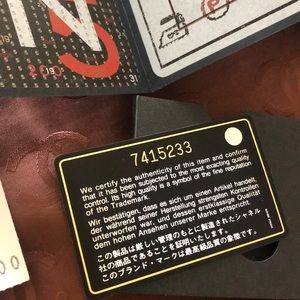 7415233
We certify the authenticity of this item and confirm
that it has been subjected to the most exacting quality
control. Its high quality is a symbol of the fine reputation
of the Trademark.
Wir bestätigen, dass es sich um einen Artikel handelt,
der während seiner Herstellung strengsten Kontrollen
unterworfen war, und dessen erstklassige Qualität
dem hohen Ansehen unserer Marke entspricht.
この製品は厳しい管理のもとに製造されたシャネル
社の商品であることを証明いたします。
このブランド・マークは最高級品質の象徴です。